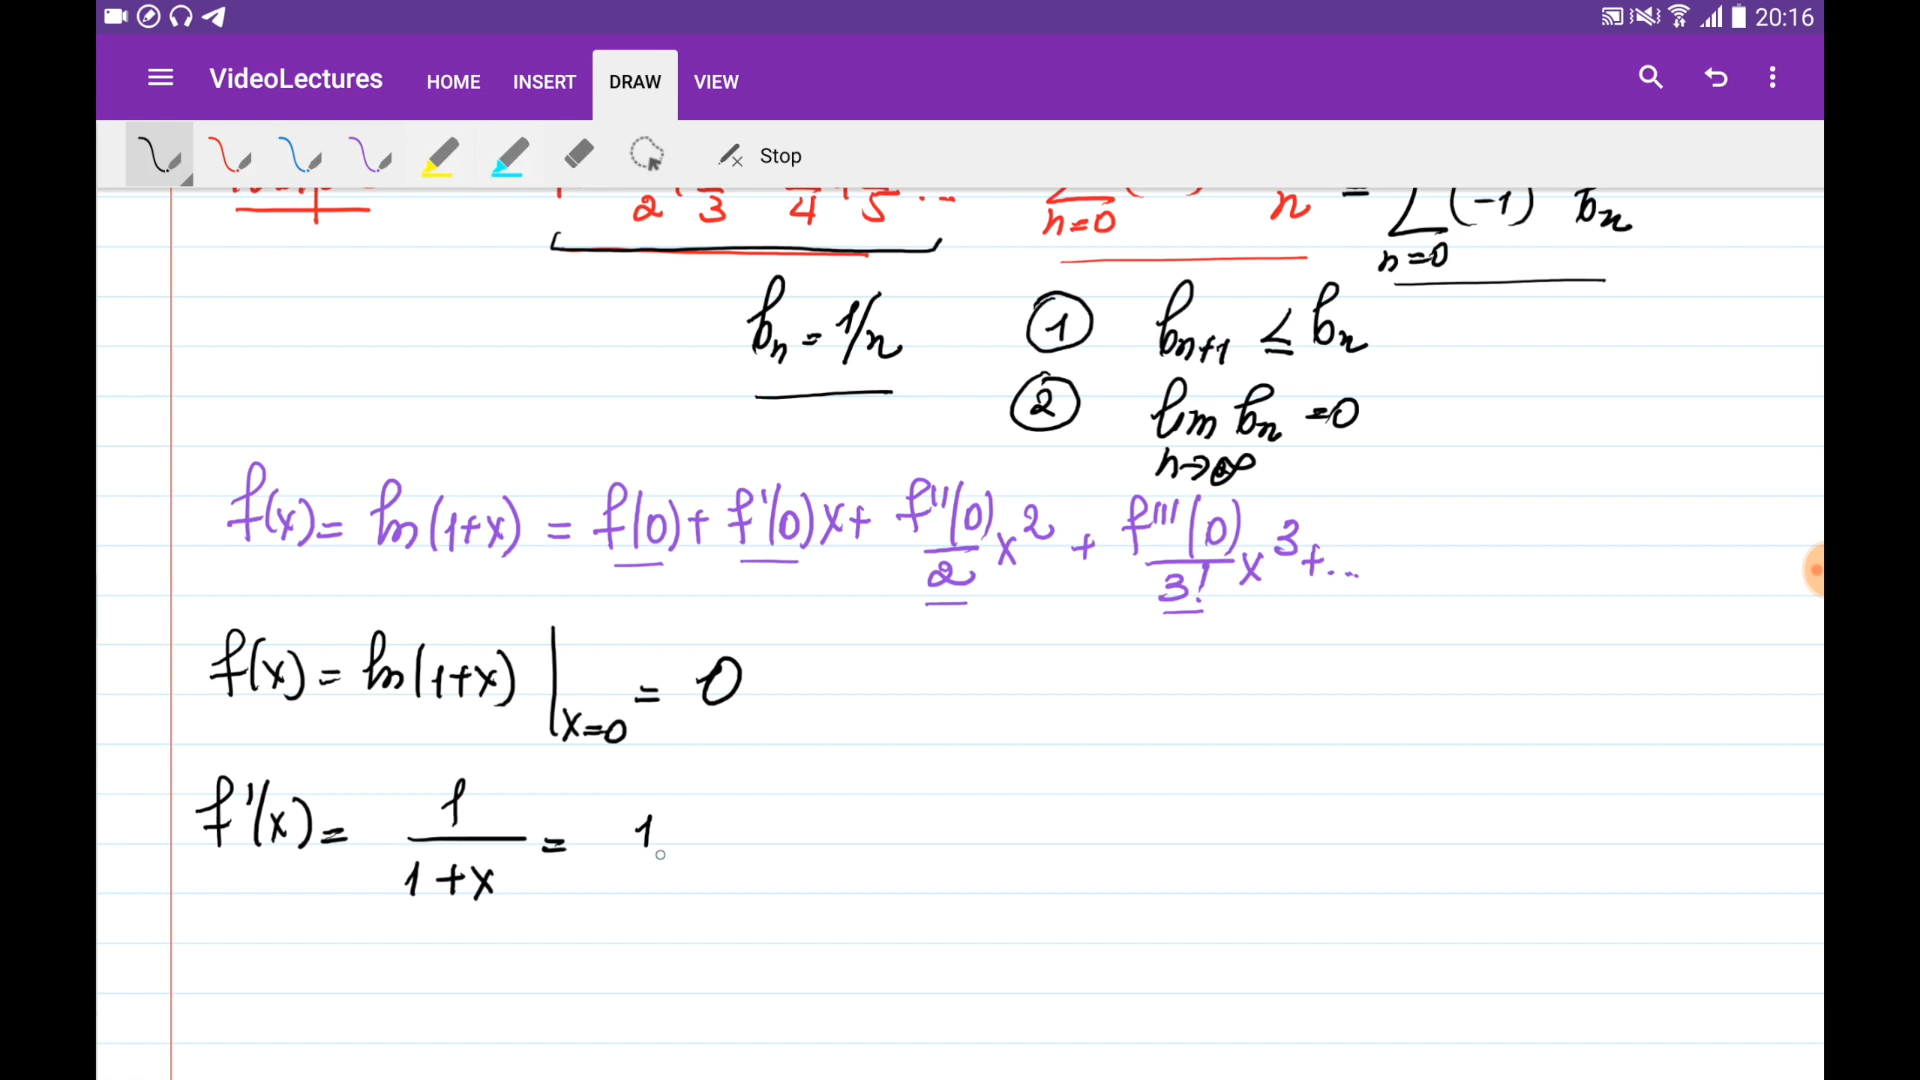 20:16
VideoLectures HOME INSERT DRAW VIEW
Stop
2 3 4 5 ... n=0 n = ∑ (-1) bn
n=0
bn = 1/n ① bn+1 ≤ bn
② lim bn = 0
n→∞
f(x) = ln(1+x) = f(0) + f'(0)x + f''(0)/2 x² + f'''(0)/3! x³ + ...
f(x) = ln(1+x) |x=0 = 0
f'(x) = 1/(1+x) = 1